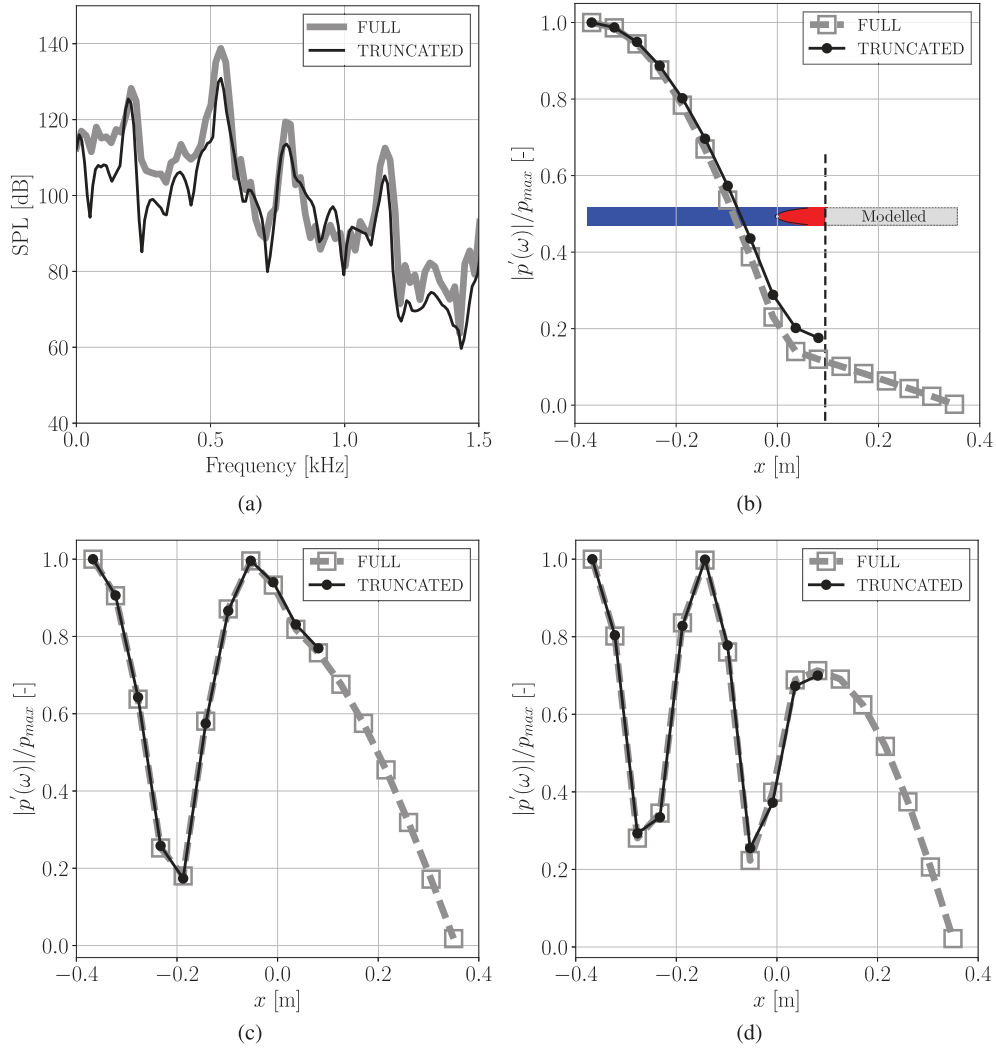 FULL
TRUNCATED
140
120
100
80
60
40
SPL [dB]
0.0 0.5 1.0 1.5
Frequency [kHz]
(a)
FULL
TRUNCATED
Modelled
1.0
0.8
0.6
0.4
0.2
0.0
|p′(ω)|/p_max [-]
−0.4 −0.2 0.0 0.2 0.4
x [m]
(b)
FULL
TRUNCATED
1.0
0.8
0.6
0.4
0.2
0.0
|p′(ω)|/p_max [-]
−0.4 −0.2 0.0 0.2 0.4
x [m]
(c)
FULL
TRUNCATED
1.0
0.8
0.6
0.4
0.2
0.0
|p′(ω)|/p_max [-]
−0.4 −0.2 0.0 0.2 0.4
x [m]
(d)